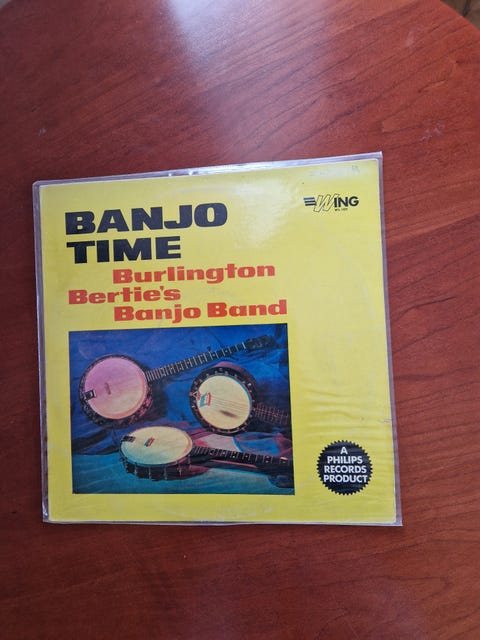 BANJO
TIME
Burlington
Bertie's
Banjo Band
WING
A
PHILIPS
RECORDS
PRODUCT